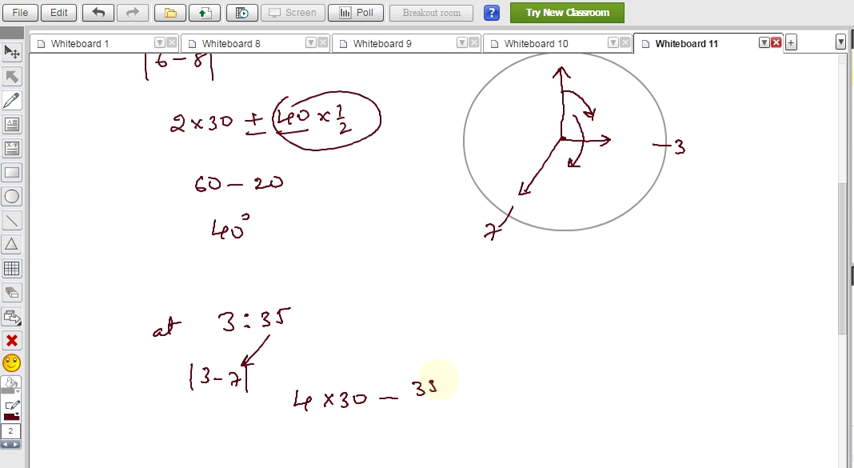 File Edit Screen Poll Breakout room ? Try New Classroom
Whiteboard 1 Whiteboard 8 Whiteboard 9 Whiteboard 10 Whiteboard 11
|6-8|
2×30 ± 40 × 1/2
60 - 20
40°
3
7
at 3:35
|3-7|
4×30 - 35
2